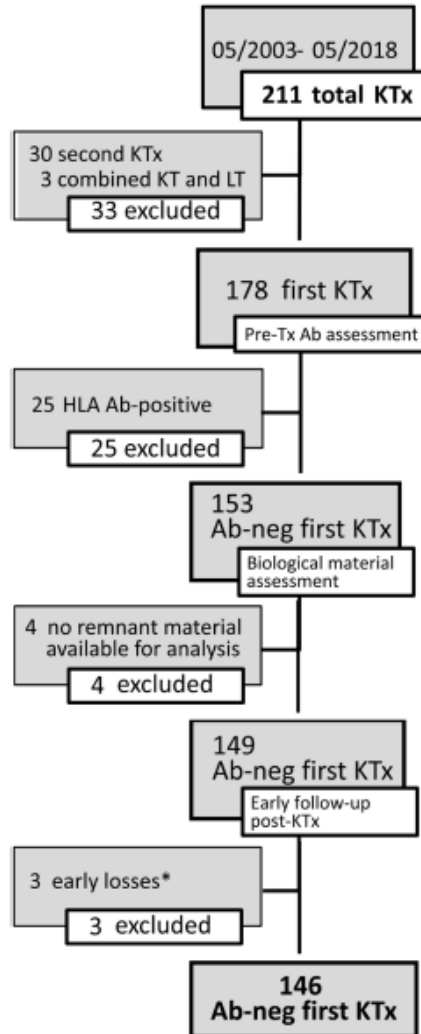 05/2003- 05/2018
211 total KTx
30 second KTx
3 combined KT and LT
33 excluded
178 first KTx
Pre-Tx Ab assessment
25 HLA Ab-positive
25 excluded
153
Ab-neg first KTx
Biological material
assessment
4 no remnant material
available for analysis
4 excluded
149
Ab-neg first KTx
Early follow-up
post-KTx
3 early losses*
3 excluded
146
Ab-neg first KTx